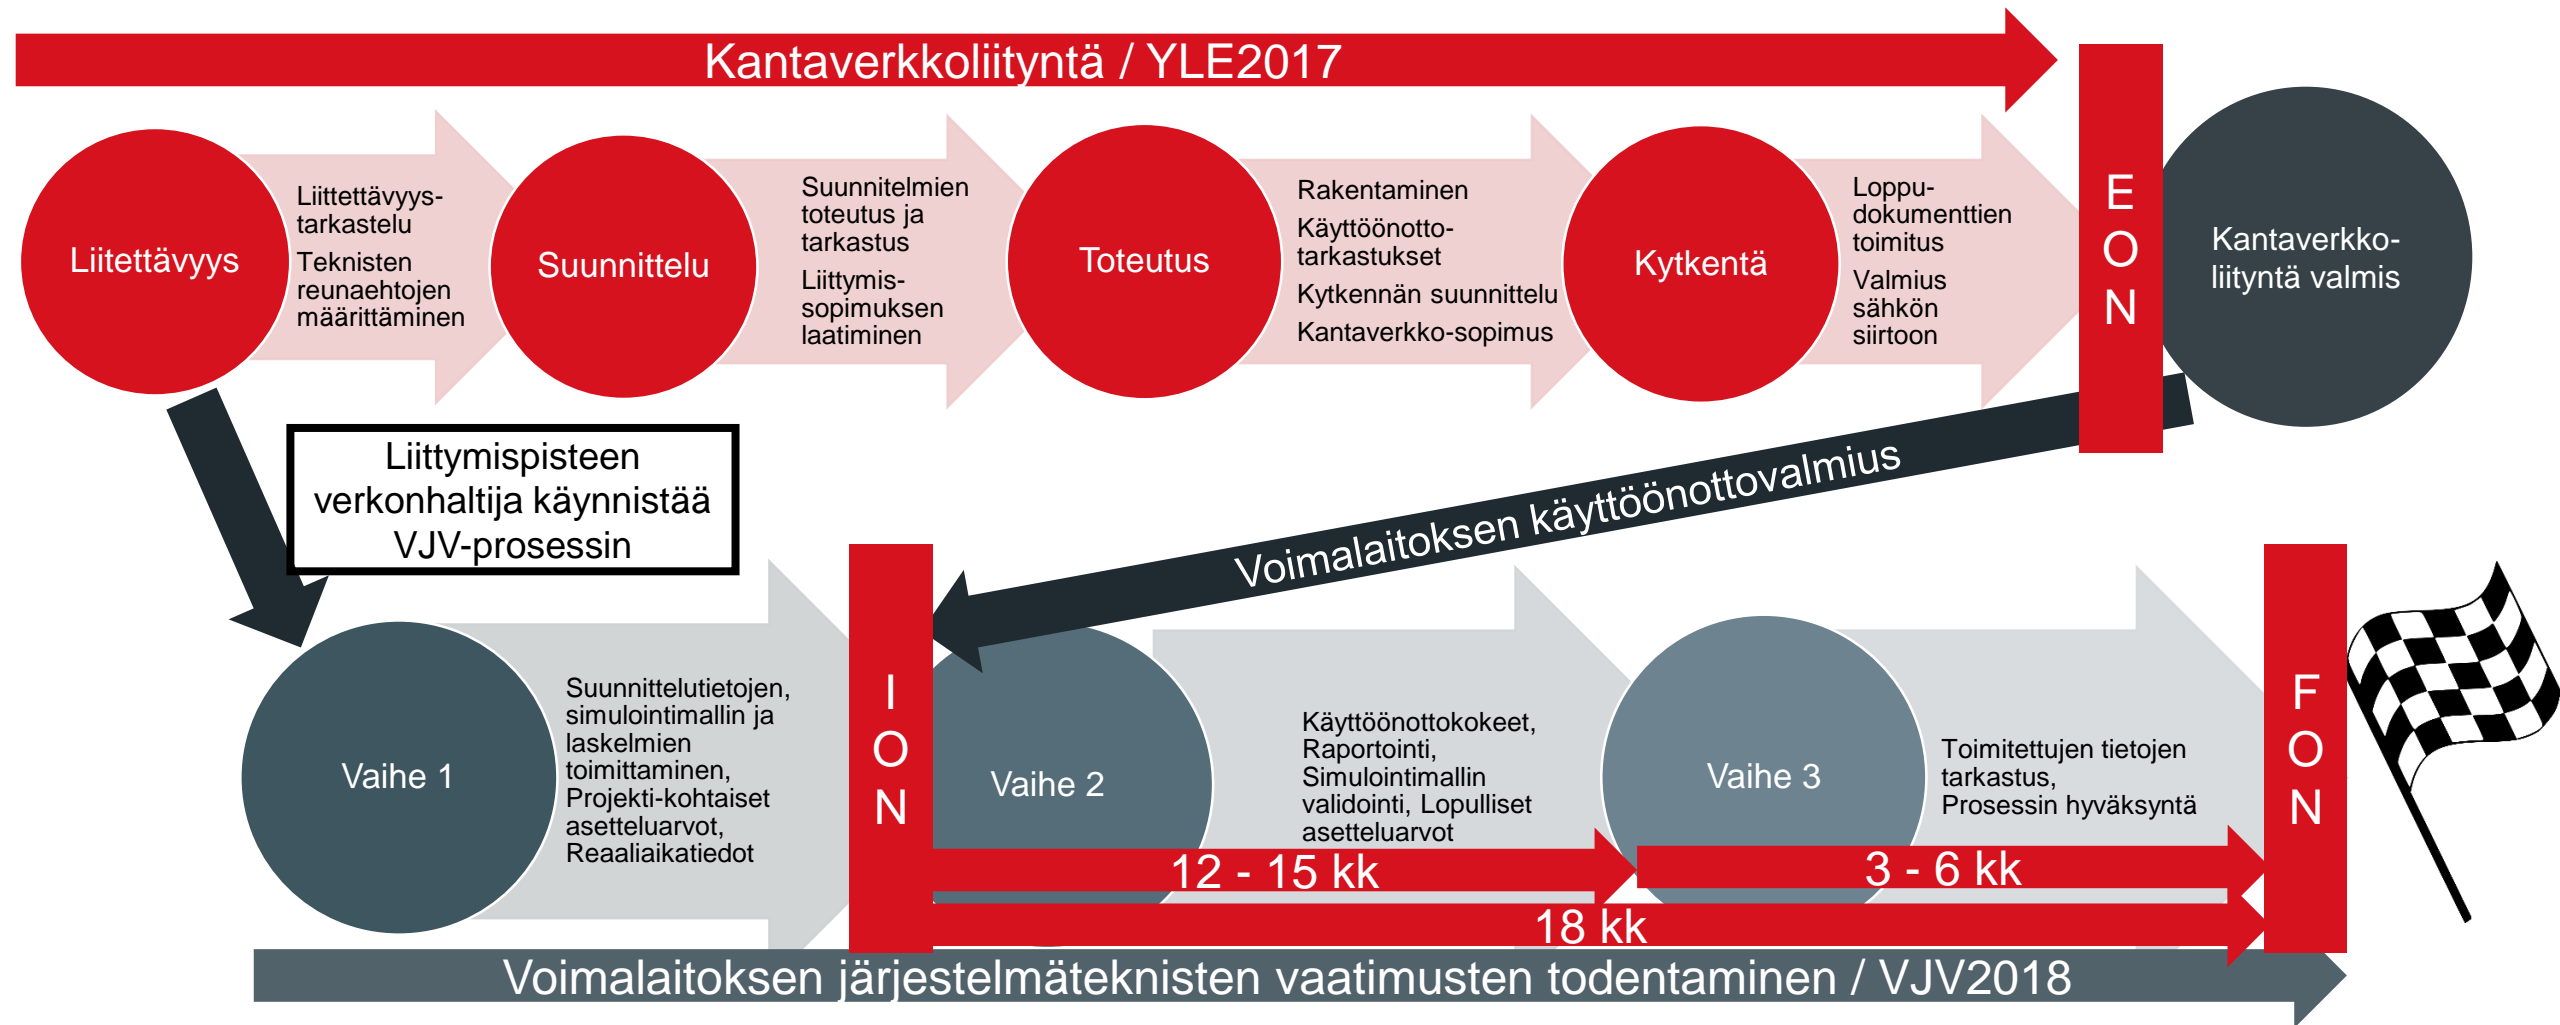 Kantaverkkoliityntä / YLE2017
Liitettävyys
Liittettävyys-
tarkastelu
Teknisten
reunaehtojen
määrittäminen
Suunnittelu
Suunnitelmien
toteutus ja
tarkastus
Liittymis-
sopimuksen
laatiminen
Toteutus
Rakentaminen
Käyttöönotto-
tarkastukset
Kytkennän suunnittelu
Kantaverkko-sopimus
Kytkentä
Loppu-
dokumenttien
toimitus
Valmius
sähkön
siirtoon
E
O
N
Kantaverkko-
liityntä valmis
Liittymispisteen
verkonhaltija käynnistää
VJV-prosessin
Voimalaitoksen käyttöönottovalmius
Vaihe 1
Suunnittelutietojen,
simulointimallin ja
laskelmien
toimittaminen,
Projekti-kohtaiset
asetteluarvot,
Reaaliaikatiedot
I
O
N
Vaihe 2
Käyttöönottokokeet,
Raportointi,
Simulointimallin
validointi, Lopulliset
asetteluarvot
Vaihe 3
Toimitettujen tietojen
tarkastus,
Prosessin hyväksyntä
F
O
N
12 - 15 kk
3 - 6 kk
18 kk
Voimalaitoksen järjestelmäteknisten vaatimusten todentaminen / VJV2018